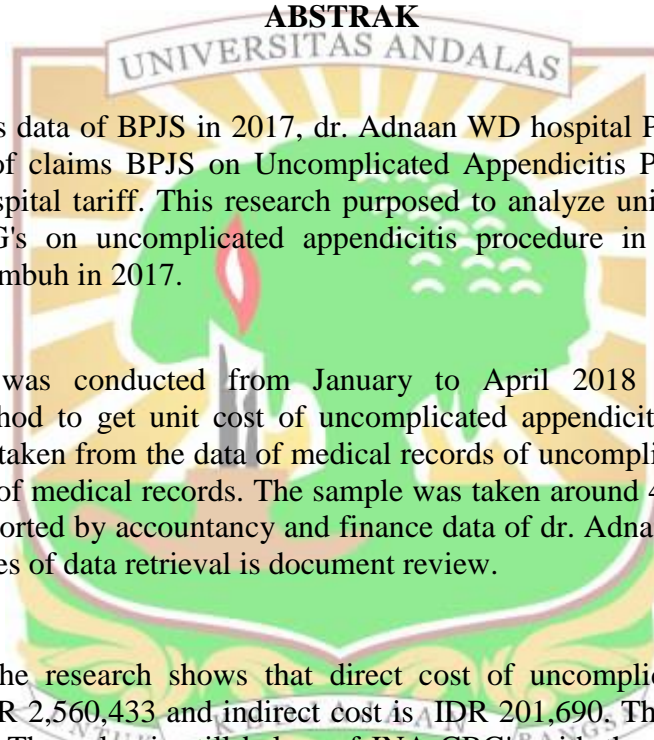 ABSTRAK
UNIVERSITAS ANDALAS
s data of BPJS in 2017, dr. Adnaan WD hospital P
of claims BPJS on Uncomplicated Appendicitis P
spital tariff. This research purposed to analyze uni
G's on uncomplicated appendicitis procedure in
mbuh in 2017.
was conducted from January to April 2018
hod to get unit cost of uncomplicated appendicit
taken from the data of medical records of uncompli
of medical records. The sample was taken around 4
orted by accountancy and finance data of dr. Adna
es of data retrieval is document review.
he research shows that direct cost of uncomplic
R 2,560,433 and indirect cost is IDR 201,690. Th